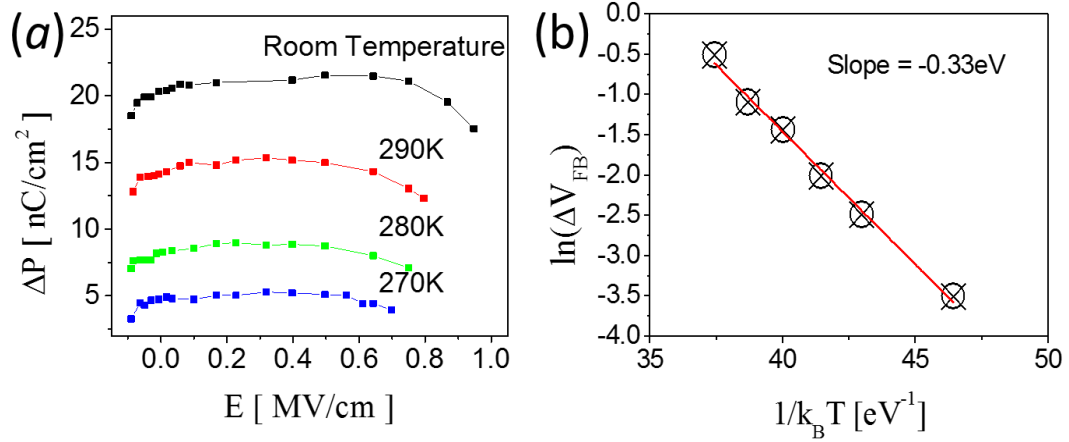 (a)
25
20
15
10
5
ΔP [ nC/cm²]
Room Temperature
290K
280K
270K
0.0 0.2 0.4 0.6 0.8 1.0
E [ MV/cm]
(b)
0.0
-0.5
-1.0
-1.5
-2.0
-2.5
-3.0
-3.5
-4.0
ln(ΔV_FB)
Slope = -0.33eV
35 40 45 50
1/k_BT [eV⁻¹]